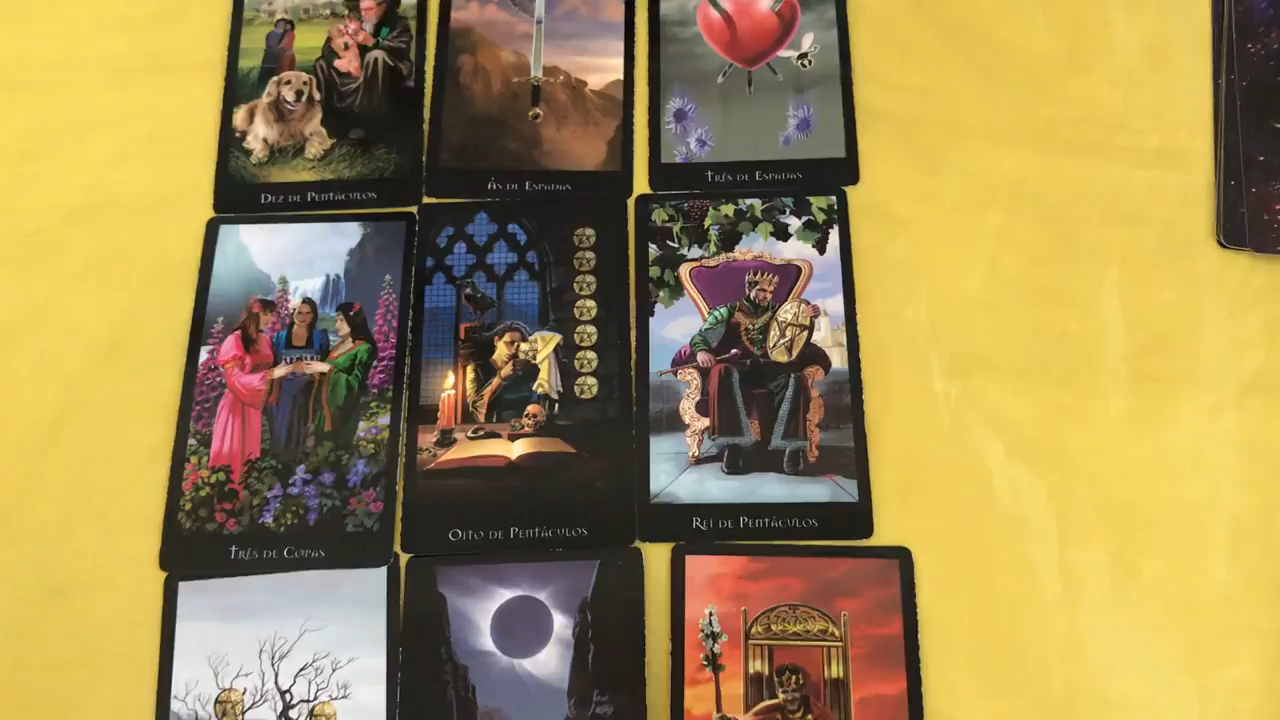 Dez de Pentáculos
Ás de Espadas
Três de Espadas
Três de Copas
Oito de Pentáculos
Rei de Pentáculos